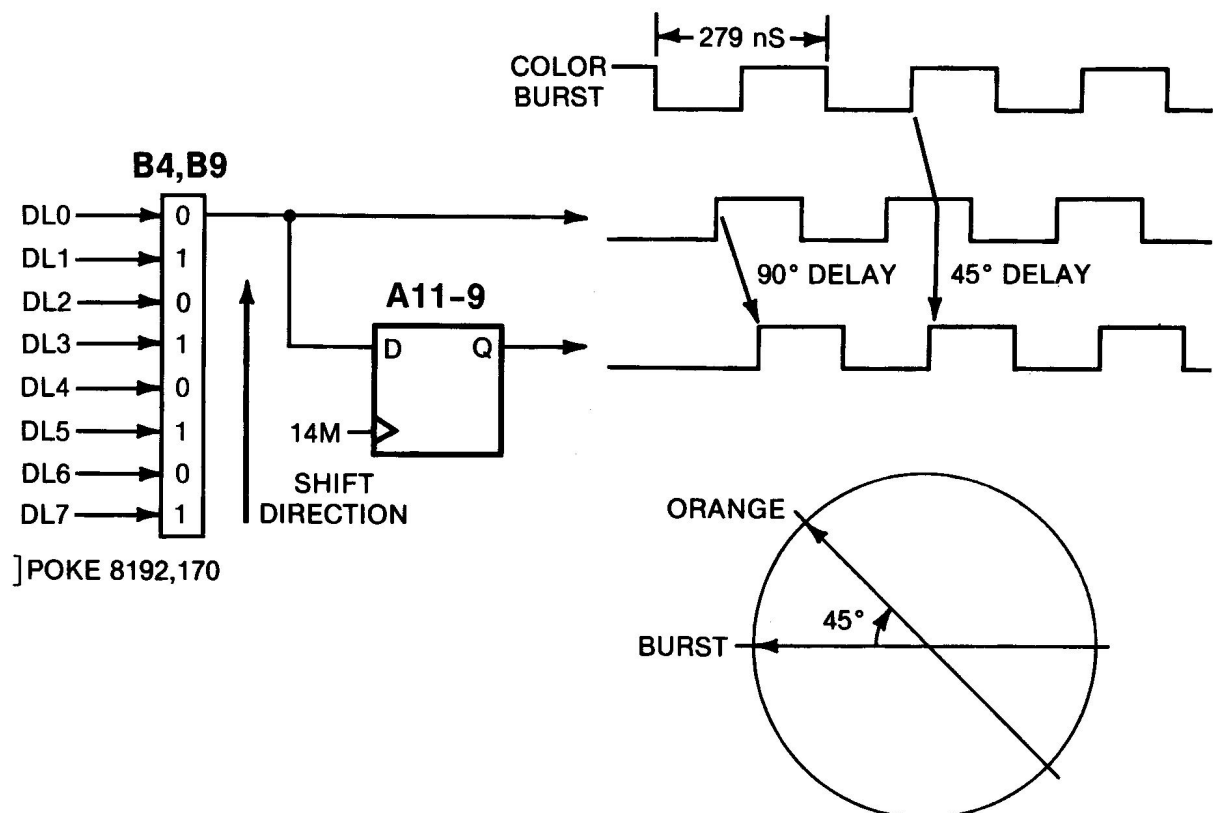 279 nS
COLOR
BURST
B4,B9
DL0
0
DL1
1
DL2
0
DL3
1
DL4
0
DL5
1
DL6
0
DL7
1
A11-9
D
Q
14M
SHIFT
DIRECTION
]POKE 8192,170
90° DELAY
45° DELAY
ORANGE
45°
BURST